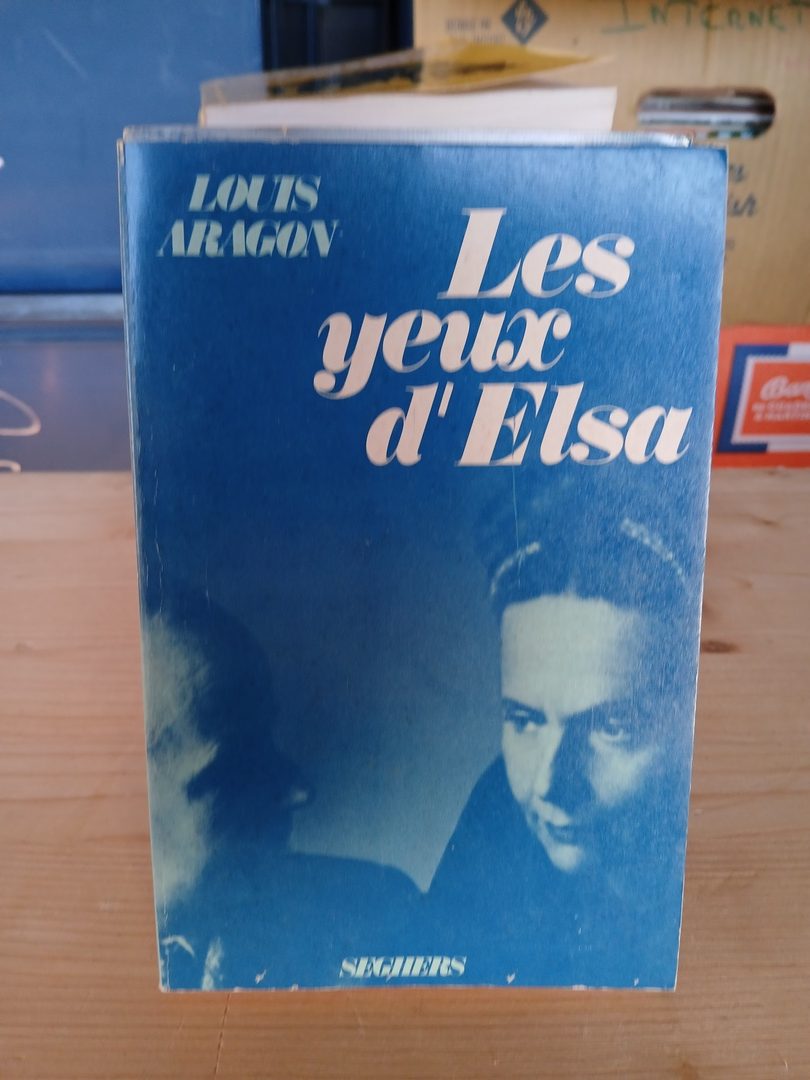 INTERNET
LOUIS
ARAGON
Les
yeux
d'Elsa
SEGHERS